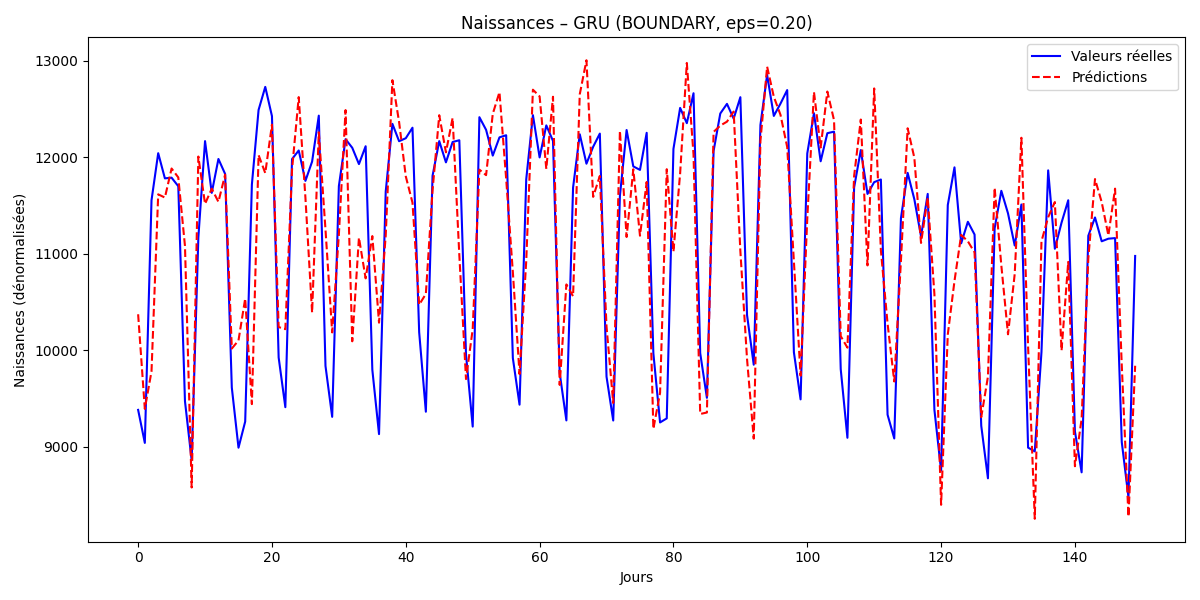 Naissances – GRU (BOUNDARY, eps=0.20)
Valeurs réelles
Prédictions
Naissances (dénormalisées)
13000
12000
11000
10000
9000
0 20 40 60 80 100 120 140
Jours